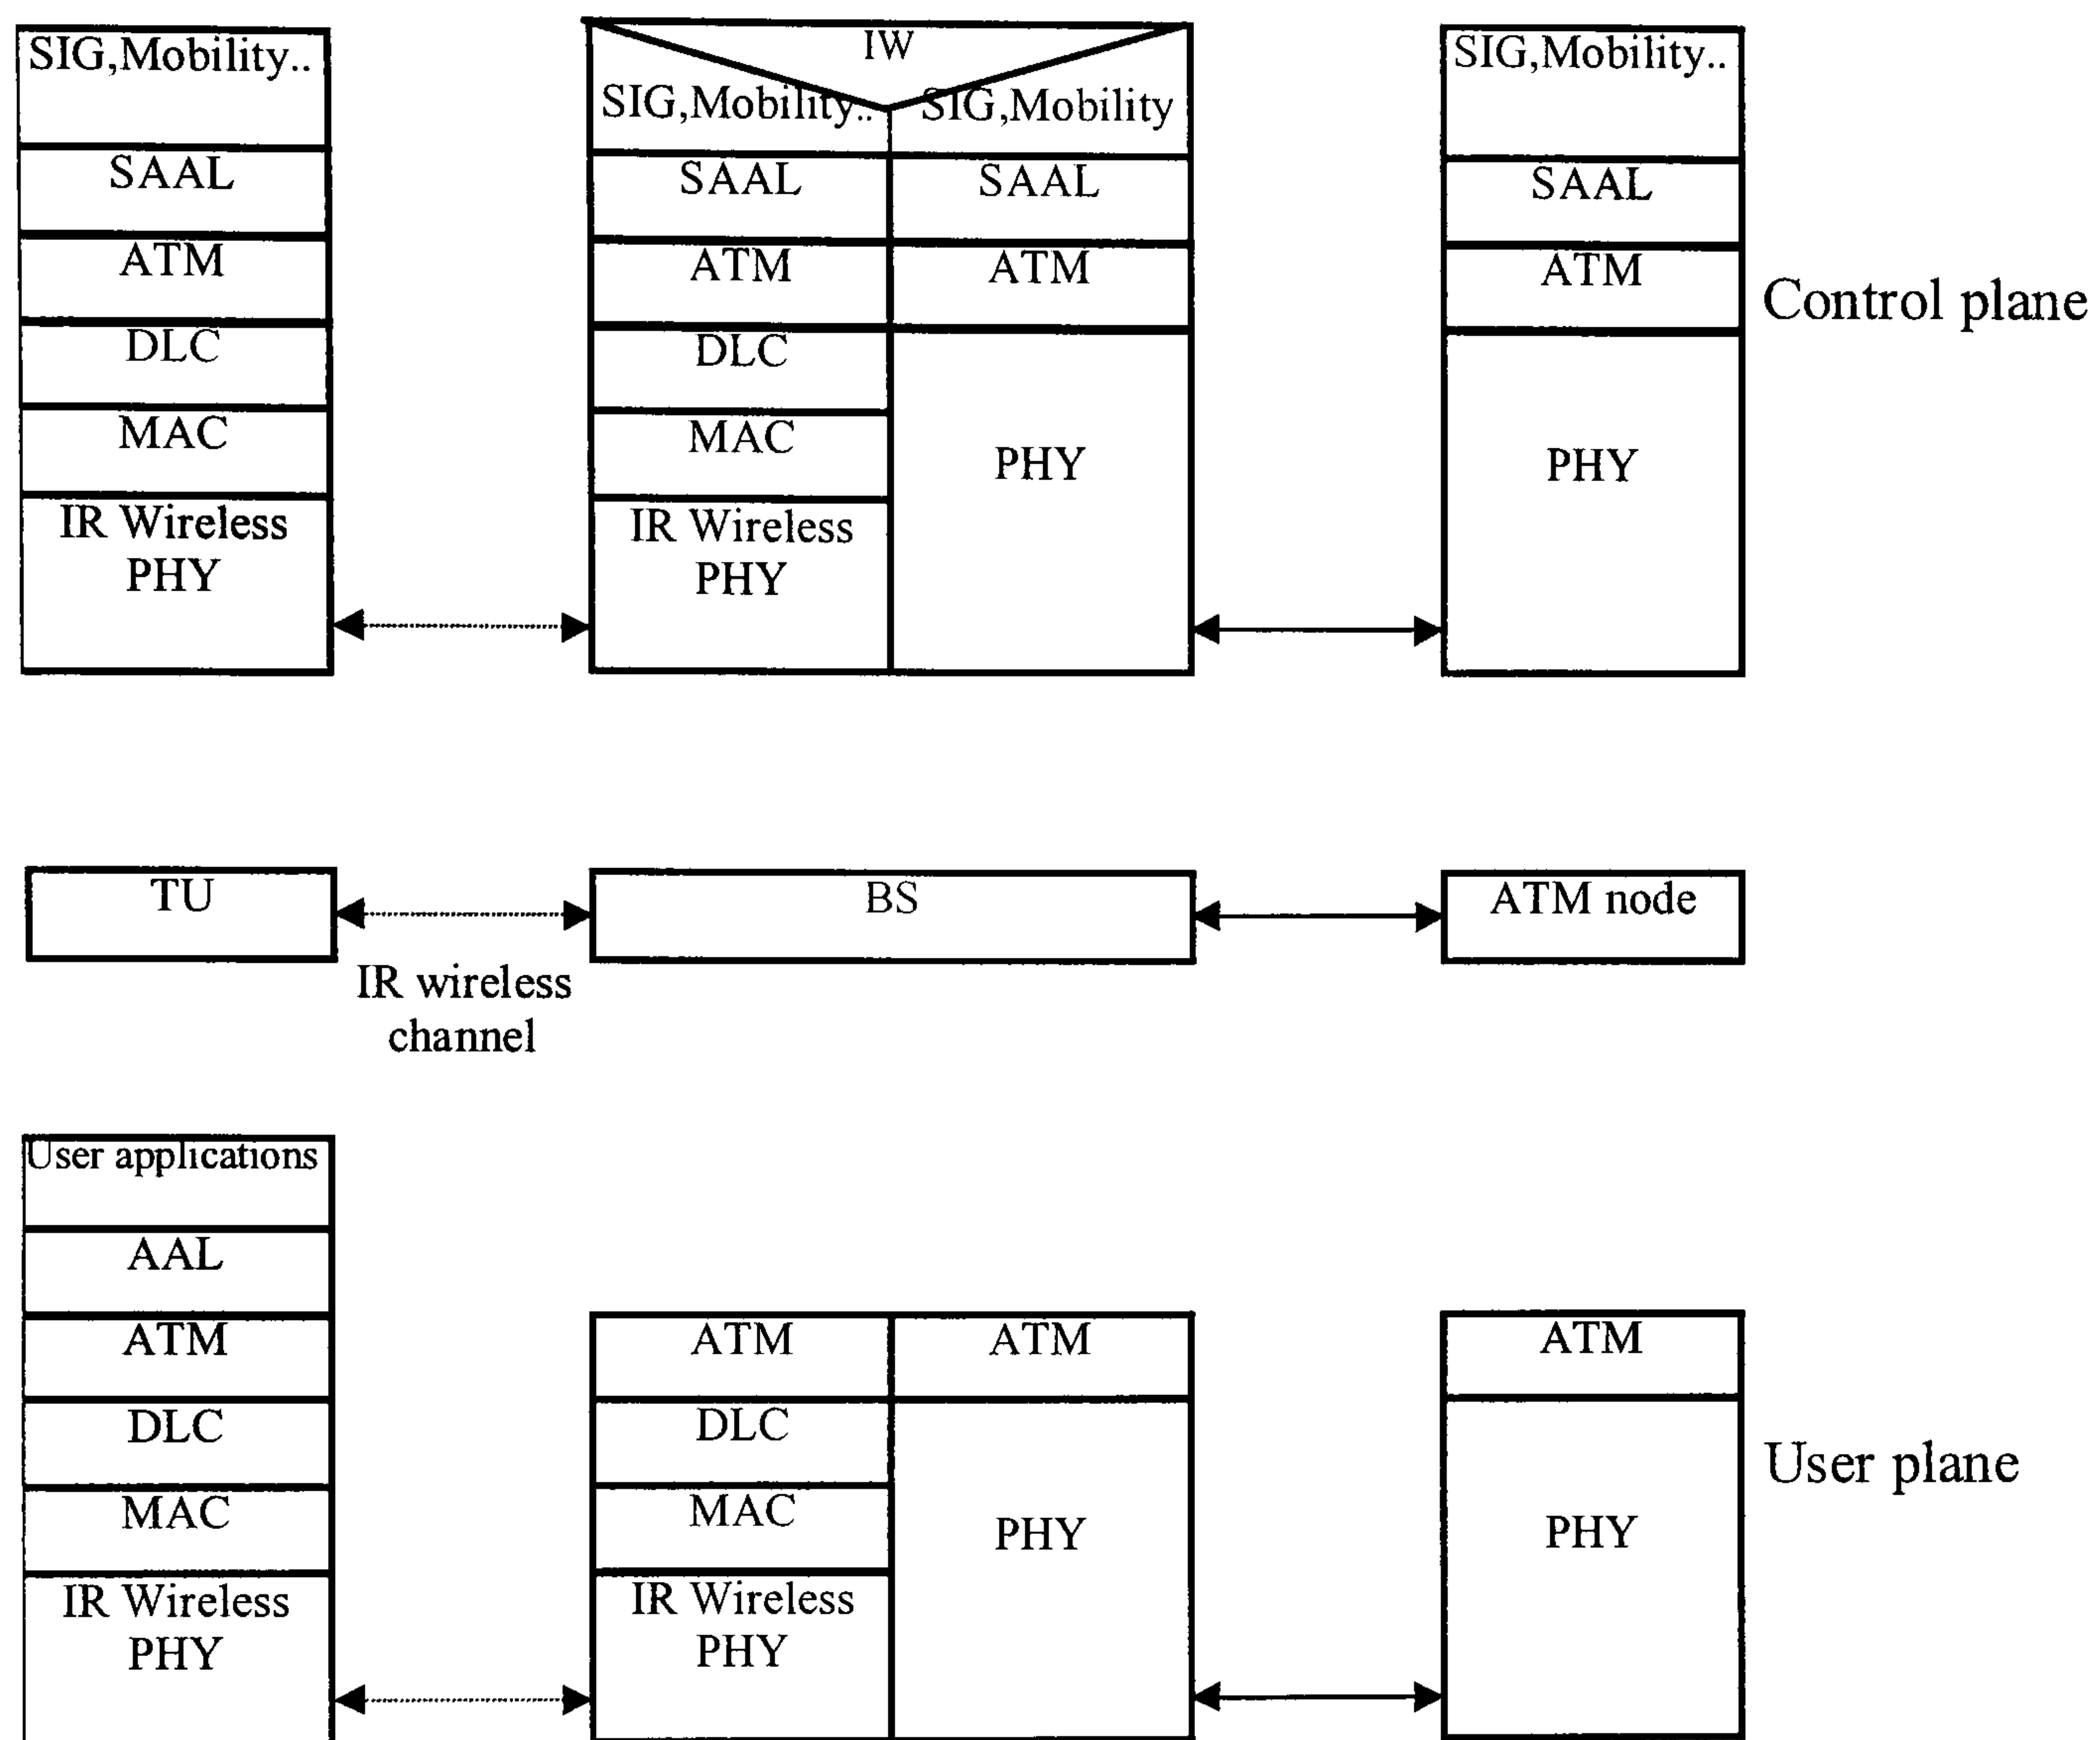 SIG,Mobility..
SAAL
ATM
DLC
MAC
IR Wireless
PHY
IW
SIG,Mobility..
SIG,Mobility
SAAL
SAAL
ATM
ATM
DLC
MAC
PHY
IR Wireless
PHY
SIG,Mobility..
SAAL
ATM
PHY
Control plane
TU
BS
ATM node
IR wireless
channel
User applications
AAL
ATM
DLC
MAC
IR Wireless
PHY
ATM
ATM
DLC
MAC
PHY
IR Wireless
PHY
ATM
PHY
User plane